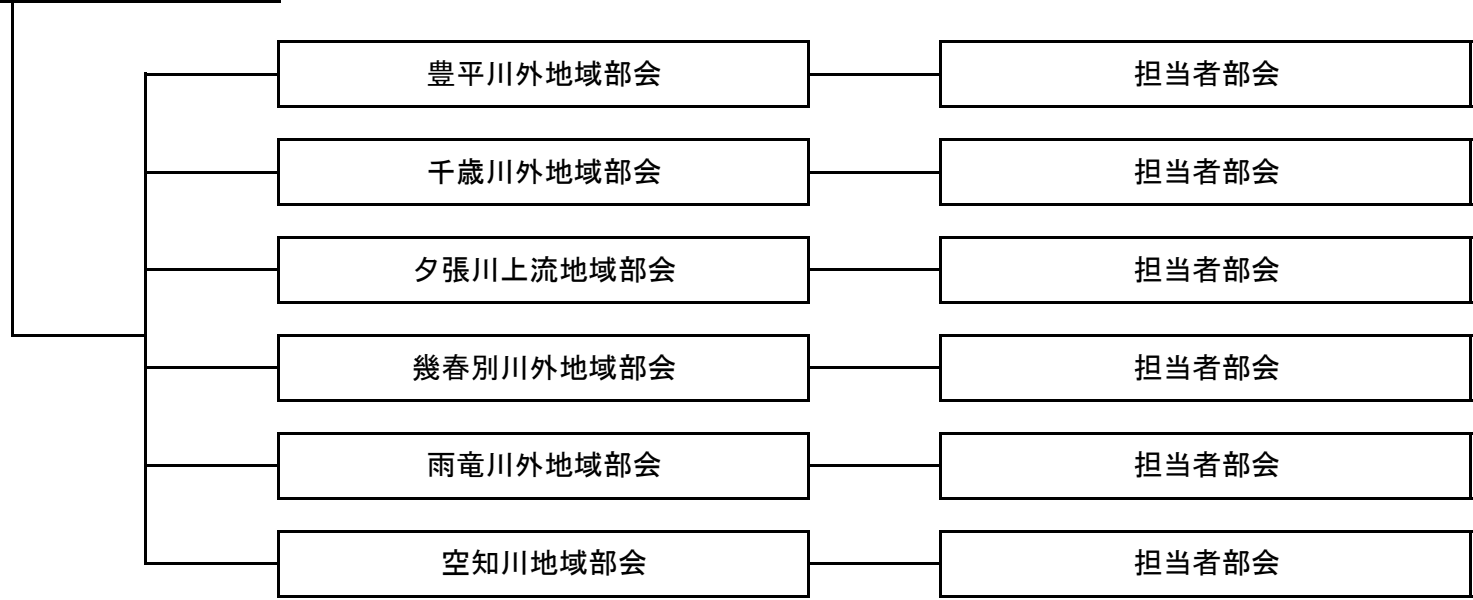 豊平川外地域部会 担当者部会
千歳川外地域部会 担当者部会
夕張川上流地域部会 担当者部会
幾春別川外地域部会 担当者部会
雨竜川外地域部会 担当者部会
空知川地域部会 担当者部会